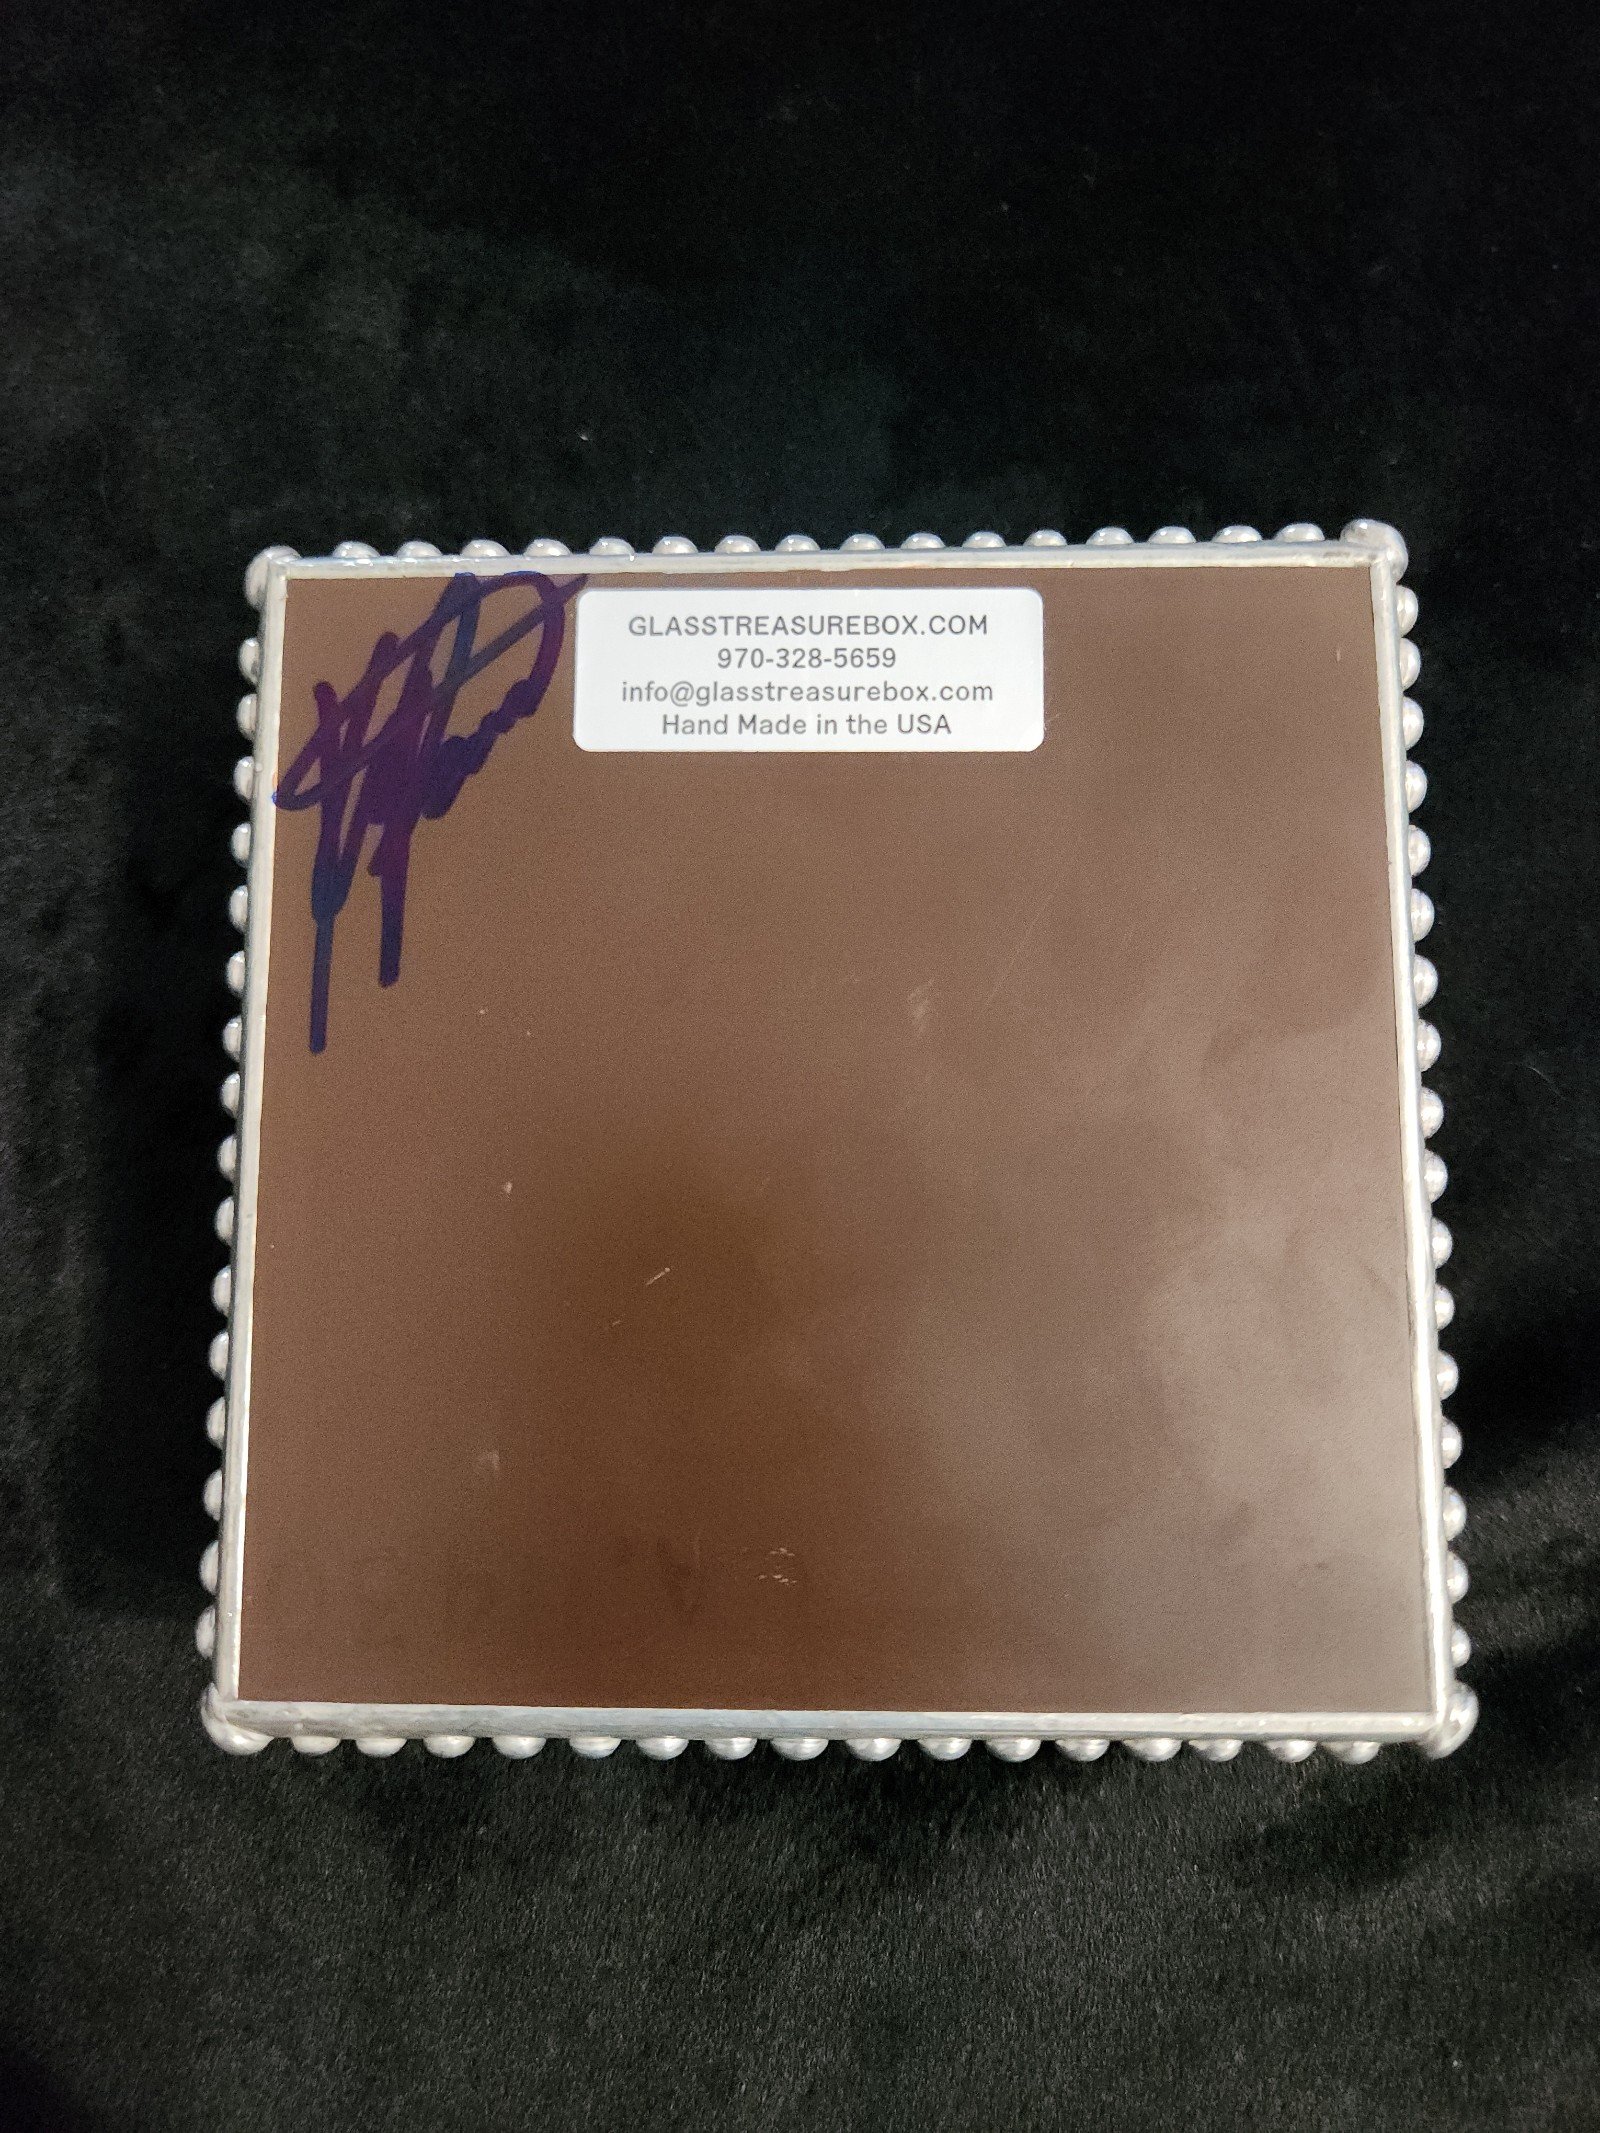 GLASSTREASUREBOX.COM
970-328-5659
info@glasstreasurebox.com
Hand Made in the USA